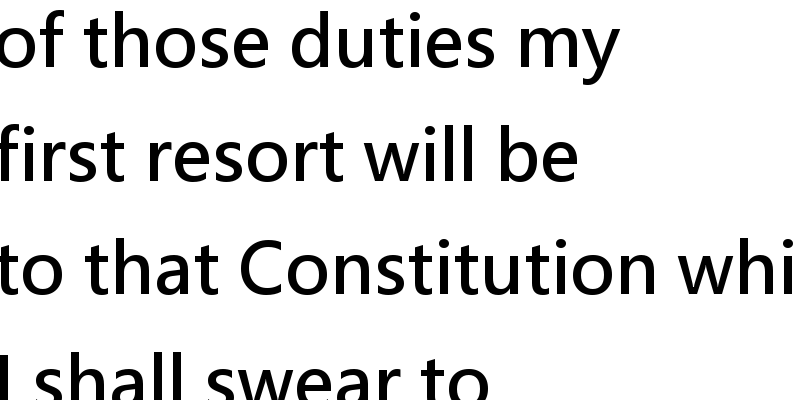 of those duties my
first resort will be
to that Constitution whi
I shall swear to